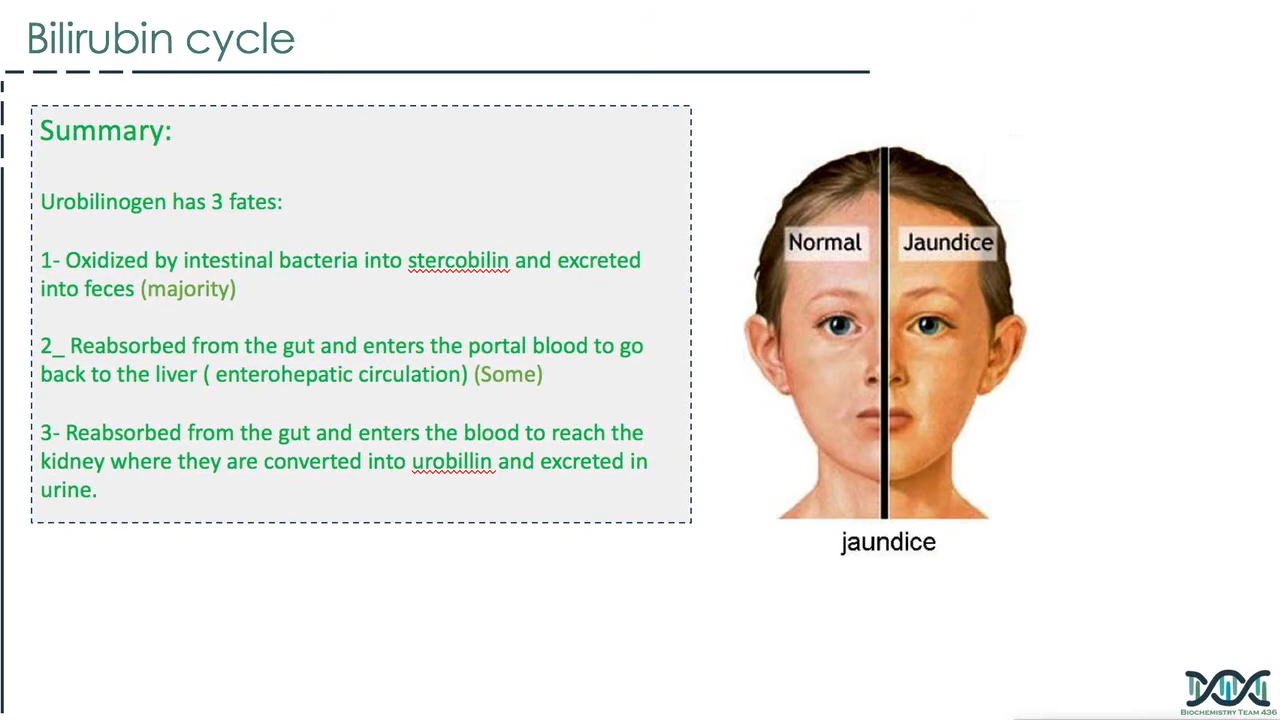 Bilirubin cycle
Summary:
Urobilinogen has 3 fates:
1- Oxidized by intestinal bacteria into stercobilin and excreted
into feces (majority)
2_ Reabsorbed from the gut and enters the portal blood to go
back to the liver ( enterohepatic circulation) (Some)
3- Reabsorbed from the gut and enters the blood to reach the
kidney where they are converted into urobillin and excreted in
urine.
Normal
Jaundice
jaundice
BIOCHEMISTRY TEAM 436